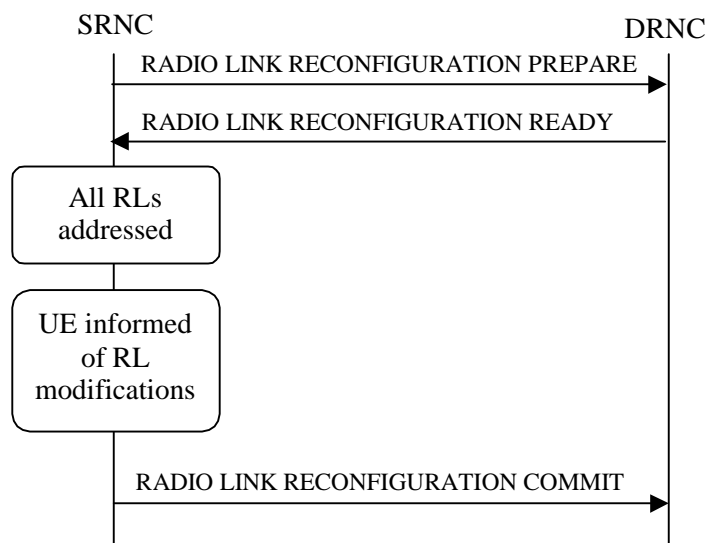 SRNC
DRNC
RADIO LINK RECONFIGURATION PREPARE
RADIO LINK RECONFIGURATION READY
All RLs
addressed
UE informed
of RL
modifications
RADIO LINK RECONFIGURATION COMMIT